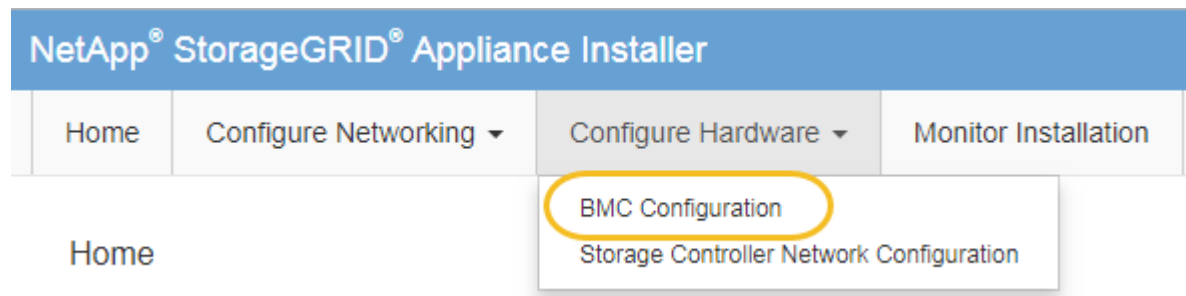 NetApp® StorageGRID® Appliance Installer
Home Configure Networking Configure Hardware Monitor Installation
BMC Configuration
Home
Storage Controller Network Configuration